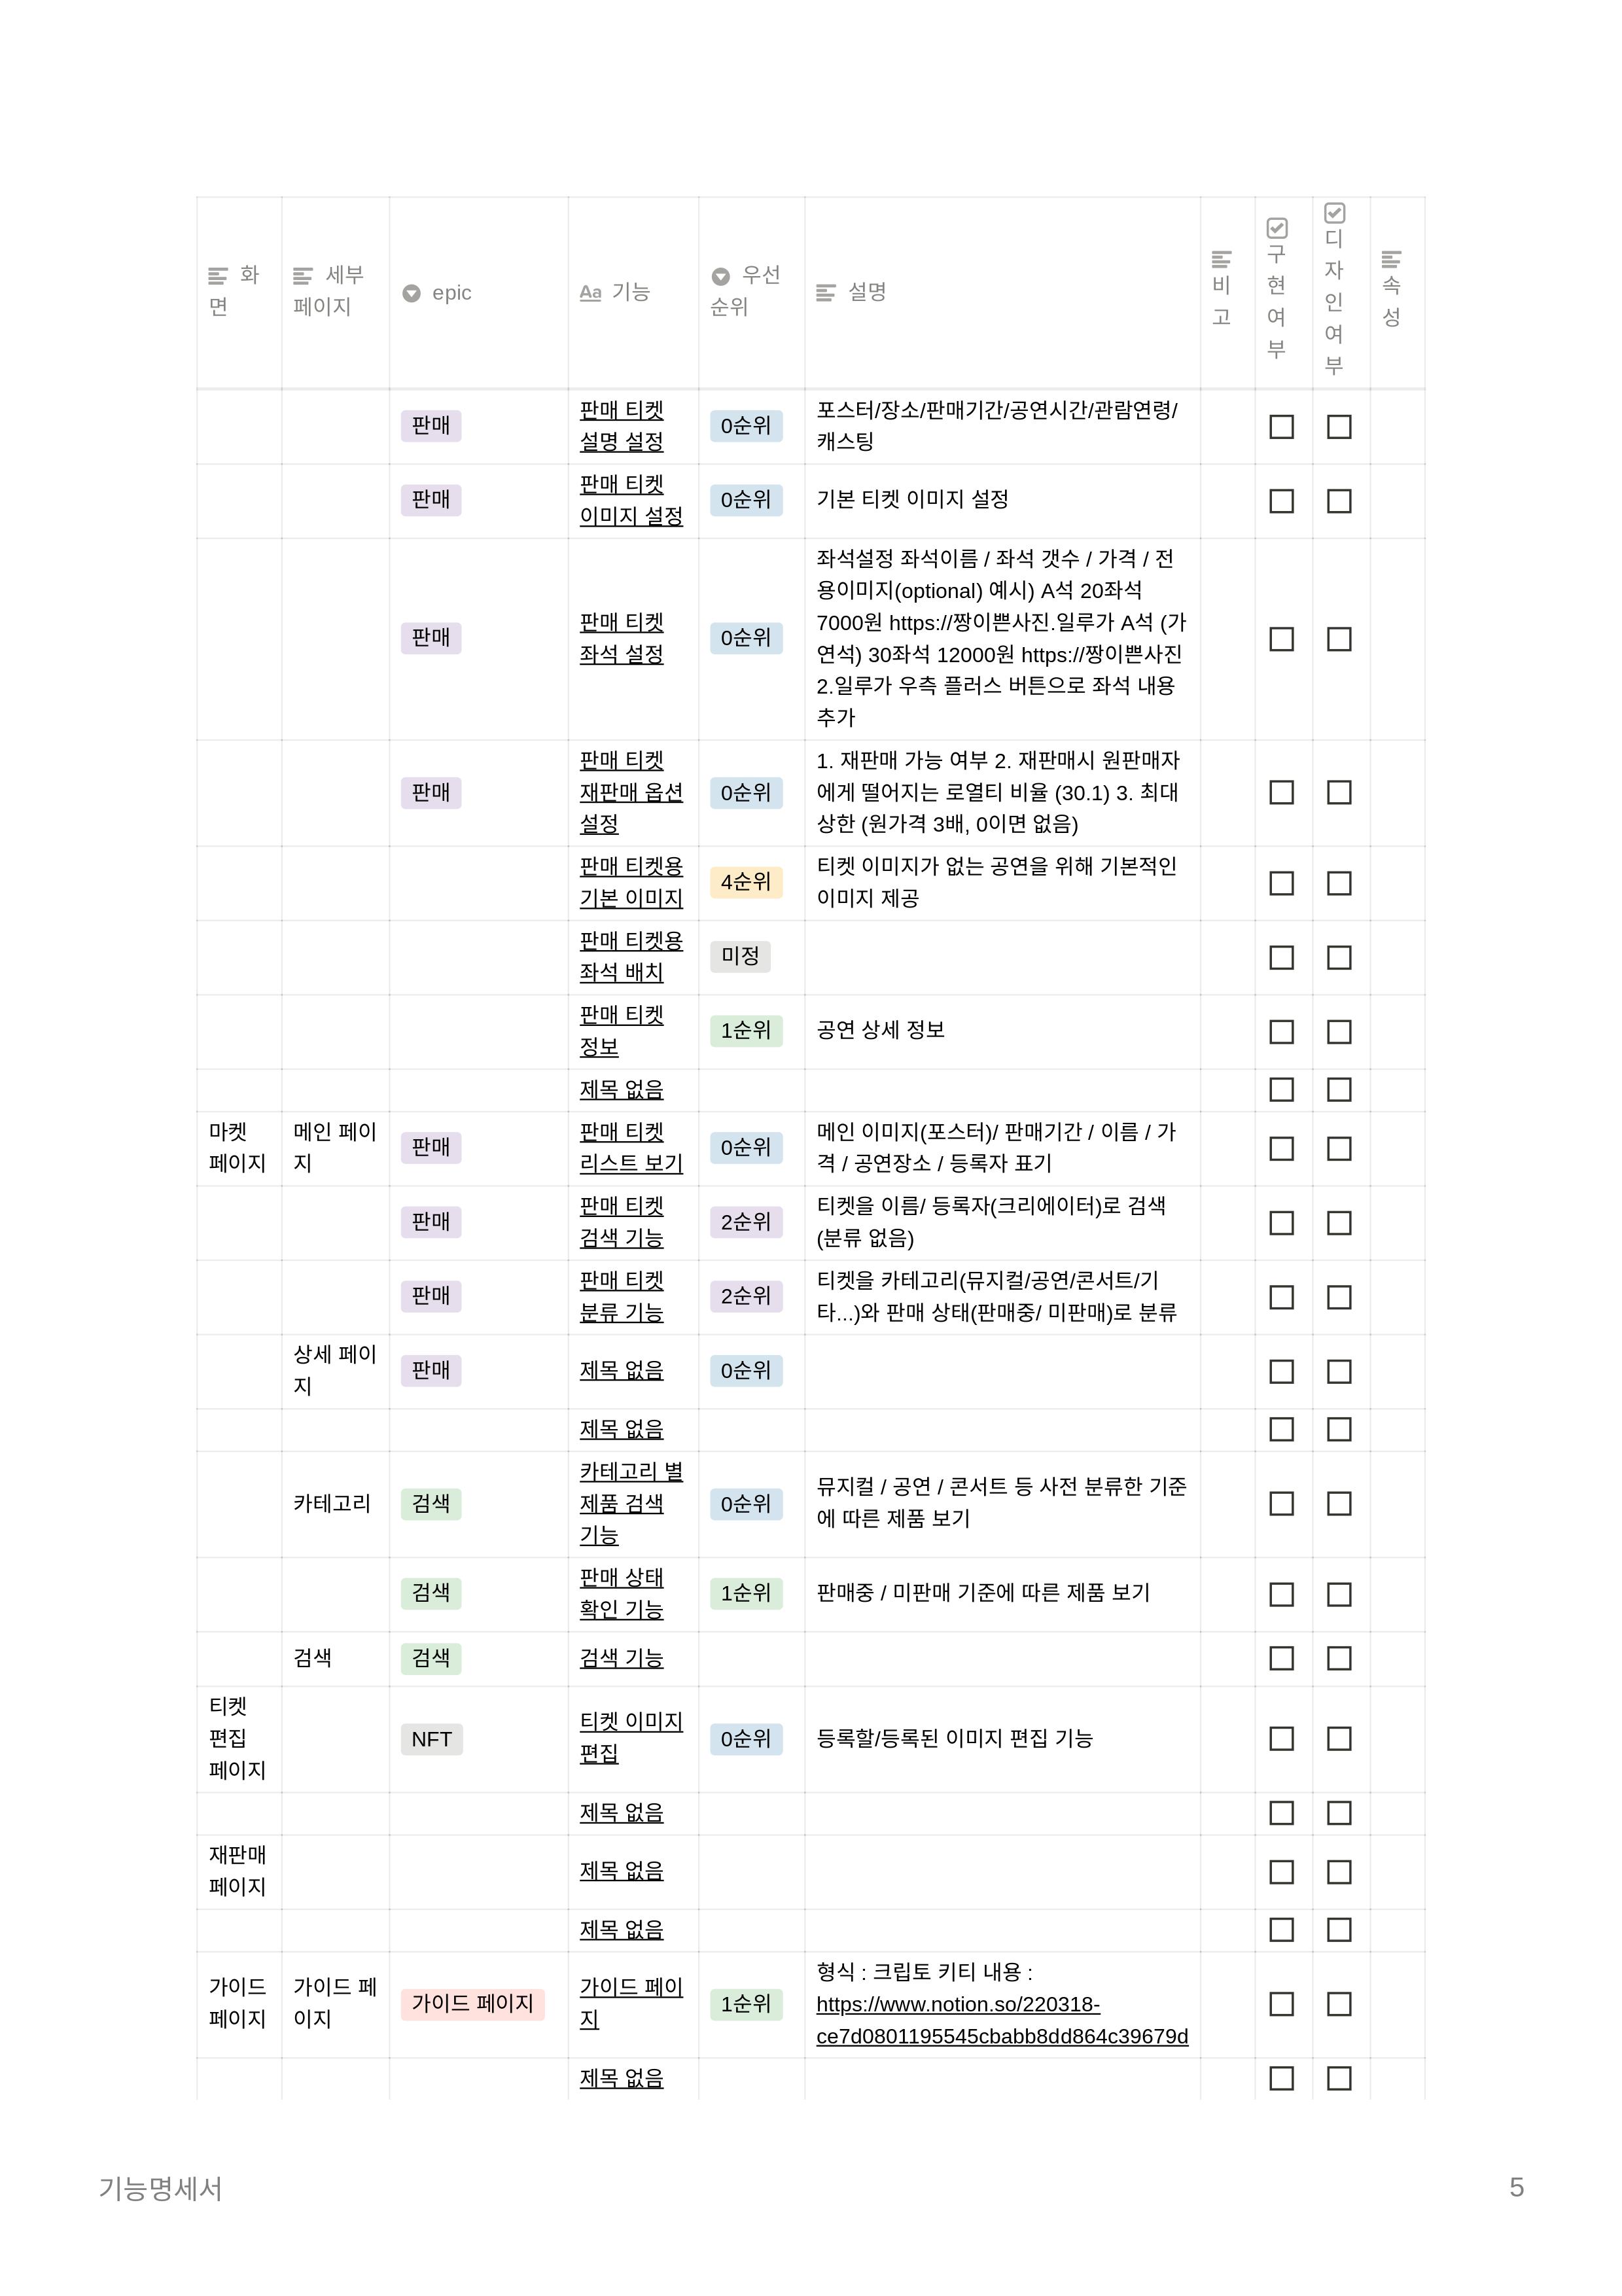 화면 세부 페이지 epic Aa 기능 우선 순위 설명 비고 구현여부 디자인여부 속성
판매 판매 티켓 설명 설정 0순위 포스터/장소/판매기간/공연시간/관람연령/
캐스팅
판매 판매 티켓 이미지 설정 0순위 기본 티켓 이미지 설정
판매 판매 티켓 좌석 설정 0순위 좌석설정 좌석이름 / 좌석 갯수 / 가격 / 전
용이미지(optional) 예시) A석 20좌석
7000원 https://짱이쁜사진.일루가 A석 (가
연석) 30좌석 12000원 https://짱이쁜사진
2.일루가 우측 플러스 버튼으로 좌석 내용
추가
판매 판매 티켓 재판매 옵션 설정 0순위 1. 재판매 가능 여부 2. 재판매시 원판매자
에게 떨어지는 로열티 비율 (30.1) 3. 최대
상한 (원가격 3배, 0이면 없음)
판매 티켓용 기본 이미지 4순위 티켓 이미지가 없는 공연을 위해 기본적인
이미지 제공
판매 티켓용 좌석 배치 미정
판매 티켓 정보 1순위 공연 상세 정보
제목 없음
마켓 페이지 메인 페이지 판매 판매 티켓 리스트 보기 0순위 메인 이미지(포스터)/ 판매기간 / 이름 / 가
격 / 공연장소 / 등록자 표기
판매 판매 티켓 검색 기능 2순위 티켓을 이름/ 등록자(크리에이터)로 검색
(분류 없음)
판매 판매 티켓 분류 기능 2순위 티켓을 카테고리(뮤지컬/공연/콘서트/기
타...)와 판매 상태(판매중/ 미판매)로 분류
상세 페이지 판매 제목 없음 0순위
제목 없음
카테고리 검색 카테고리 별 제품 검색 기능 0순위 뮤지컬 / 공연 / 콘서트 등 사전 분류한 기준
에 따른 제품 보기
검색 판매 상태 확인 기능 1순위 판매중 / 미판매 기준에 따른 제품 보기
검색 검색 검색 기능
티켓 편집 페이지 NFT 티켓 이미지 편집 0순위 등록할/등록된 이미지 편집 기능
제목 없음
재판매 페이지 제목 없음
제목 없음
가이드 페이지 가이드 페이지 가이드 페이지 가이드 페이지 1순위 형식 : 크립토 키티 내용 :
https://www.notion.so/220318-
ce7d0801195545cbabb8dd864c39679d
제목 없음
기능명세서 5